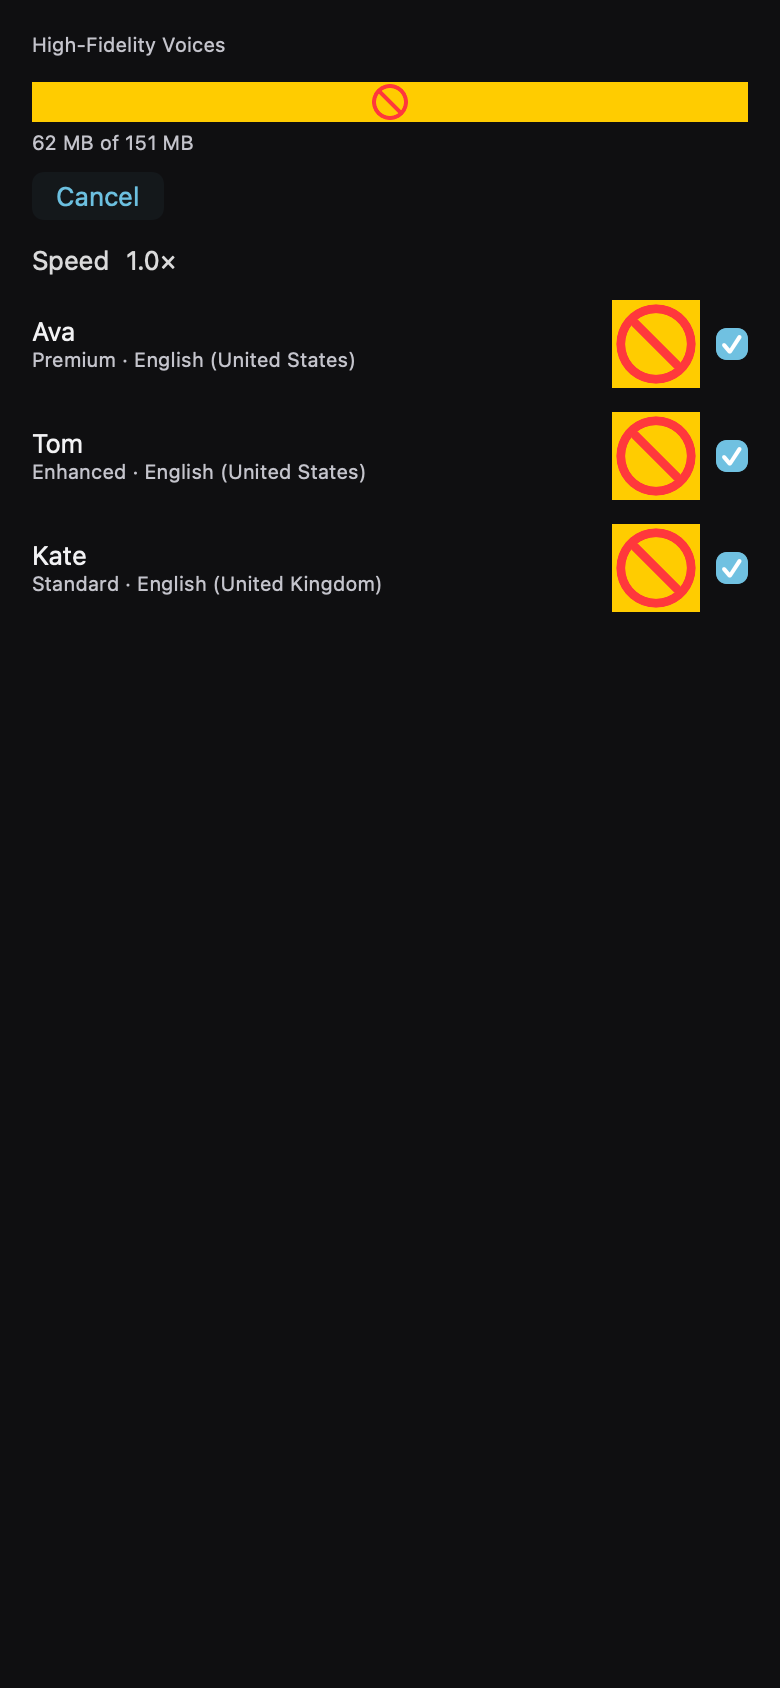 High-Fidelity Voices
62 MB of 151 MB
Cancel
Speed 1.0×
Ava
Premium · English (United States)
Tom
Enhanced · English (United States)
Kate
Standard · English (United Kingdom)